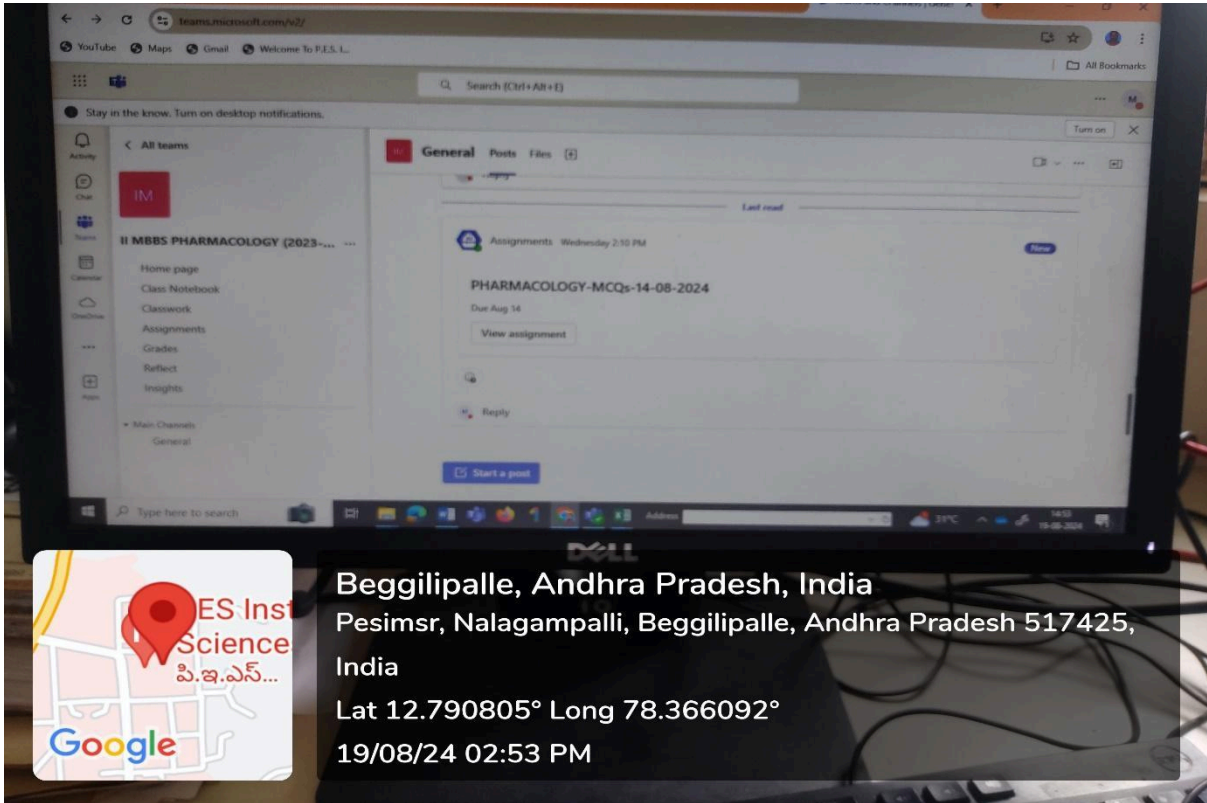 teams.microsoft.com/v2/
YouTube Maps Gmail Welcome To P.E.S. I...
All Bookmarks
Search (Ctrl+Alt+E)
M
Stay in the know. Turn on desktop notifications.
Turn on
Activity
Chat
Teams
Calendar
OneDrive
Apps
All teams
IM
II MBBS PHARMACOLOGY (2023-... ...
Home page
Class Notebook
Classwork
Assignments
Grades
Reflect
Insights
Main Channels
General
General Posts Files
Last read
Assignments Wednesday 2:10 PM
New
PHARMACOLOGY-MCQs-14-08-2024
Due Aug 14
View assignment
Reply
Start a post
Type here to search
Address
31°C
14:53
19-08-2024
DELL
ES Inst
Science
పి.ఇ.ఎస్...
Google
Beggilipalle, Andhra Pradesh, India
Pesimsr, Nalagampalli, Beggilipalle, Andhra Pradesh 517425,
India
Lat 12.790805° Long 78.366092°
19/08/24 02:53 PM